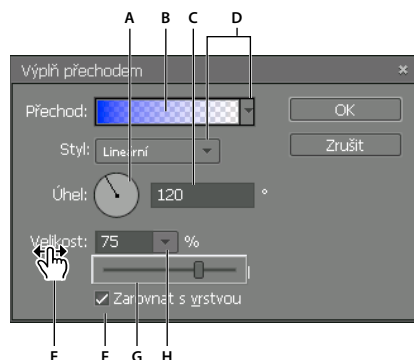 A B C D
Výplň přechodem
Přechod:
OK
Styl: Lineární
Zrušit
Úhel: 120 °
Velikost: 75 %
Zarovnat s vrstvou
E F G H